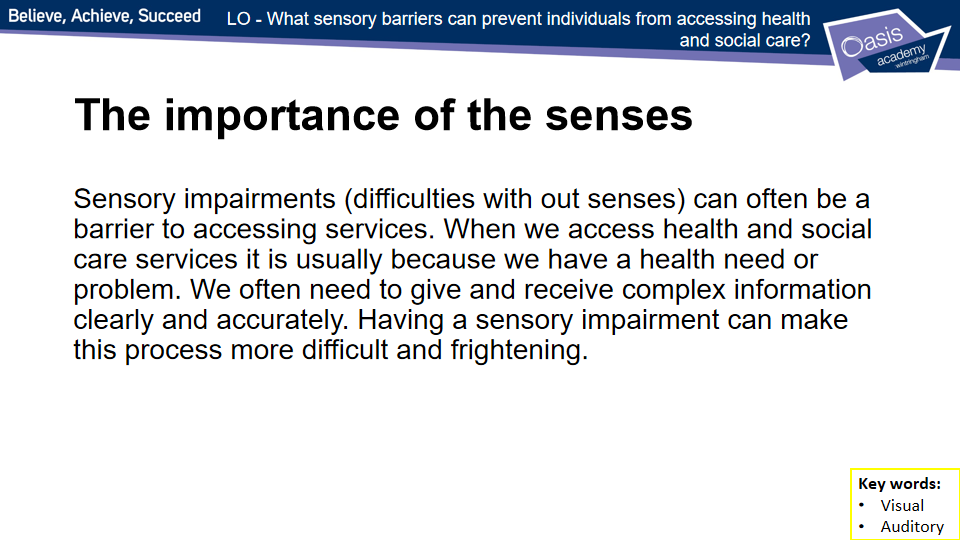 Believe, Achieve, Succeed
LO - What sensory barriers can prevent individuals from accessing health
and social care?
Oasis
academy
wintringham
The importance of the senses
Sensory impairments (difficulties with out senses) can often be a
barrier to accessing services. When we access health and social
care services it is usually because we have a health need or
problem. We often need to give and receive complex information
clearly and accurately. Having a sensory impairment can make
this process more difficult and frightening.
Key words:
• Visual
• Auditory